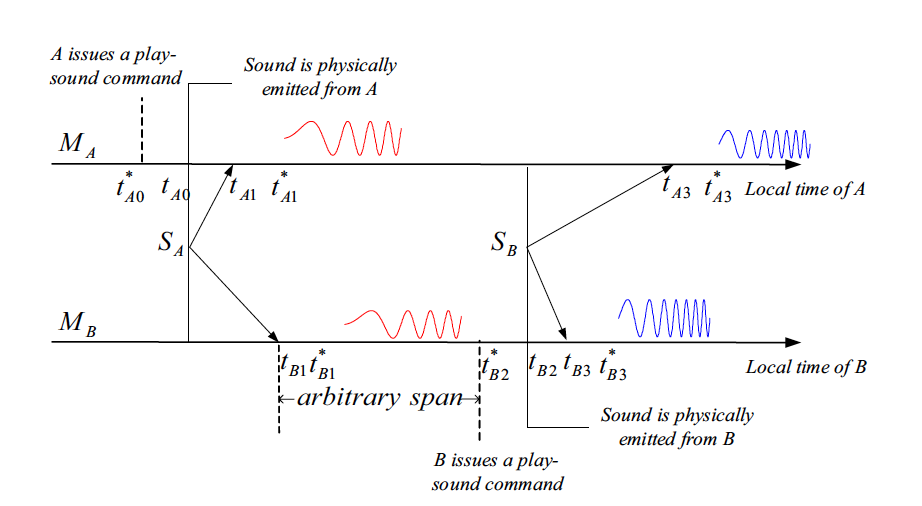 A issues a play-
sound command
Sound is physically
emitted from A
M_A
t*_A0 t_A0 t_A1 t*_A1 t_A3 t*_A3 Local time of A
S_A S_B
M_B
t_B1 t*_B1 t*_B2 t_B2 t_B3 t*_B3 Local time of B
arbitrary span
Sound is physically
emitted from B
B issues a play-
sound command